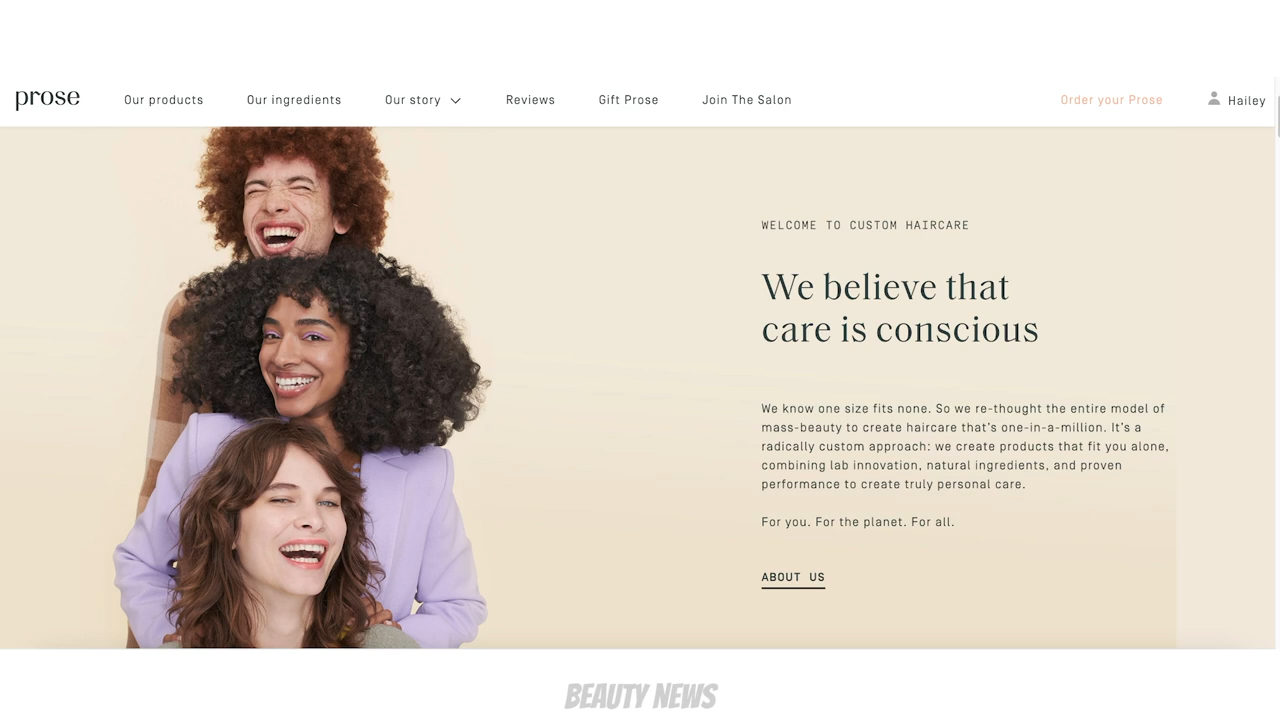 prose
Our products
Our ingredients
Our story
Reviews
Gift Prose
Join The Salon
Order your Prose
Hailey
WELCOME TO CUSTOM HAIRCARE
We believe that
care is conscious
We know one size fits none. So we re-thought the entire model of
mass-beauty to create haircare that's one-in-a-million. It's a
radically custom approach: we create products that fit you alone,
combining lab innovation, natural ingredients, and proven
performance to create truly personal care.
For you. For the planet. For all.
ABOUT US
BEAUTY NEWS